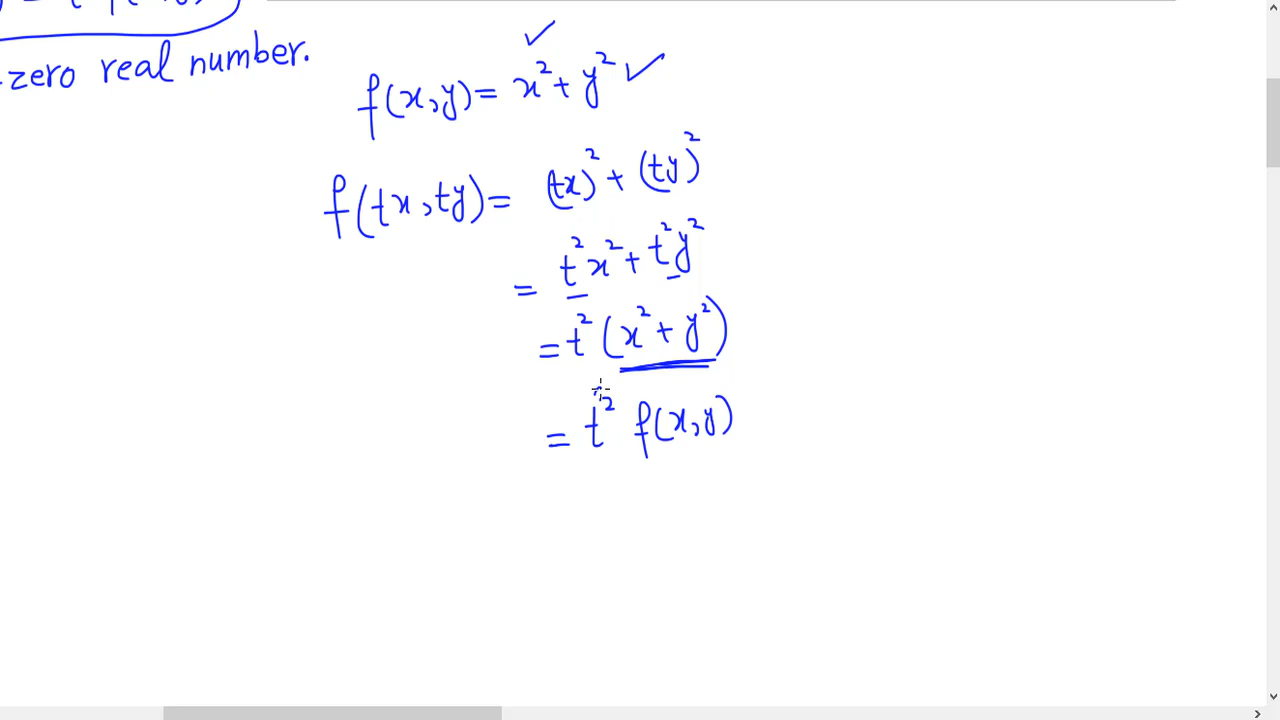 zero real number.
f(x,y)= x²+ y²
f(tx,ty)= (tx)²+ (ty)²
= t²x²+ t²y²
= t²(x²+ y²)
= t² f(x,y)